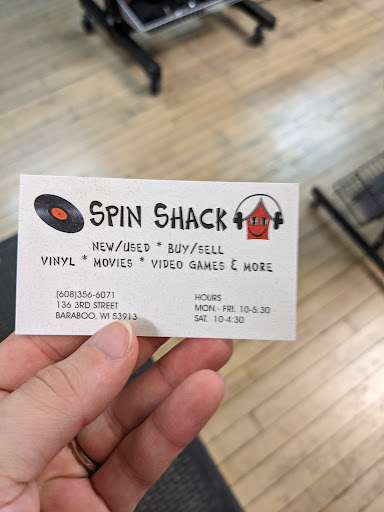 SPIN SHACK
NEW/USED * BUY/SELL
VINYL * MOVIES * VIDEO GAMES & MORE
(608)356-6071
136 3RD STREET
BARABOO, WI 53913
HOURS
MON.- FRI. 10-5:30
SAT. 10-4:30